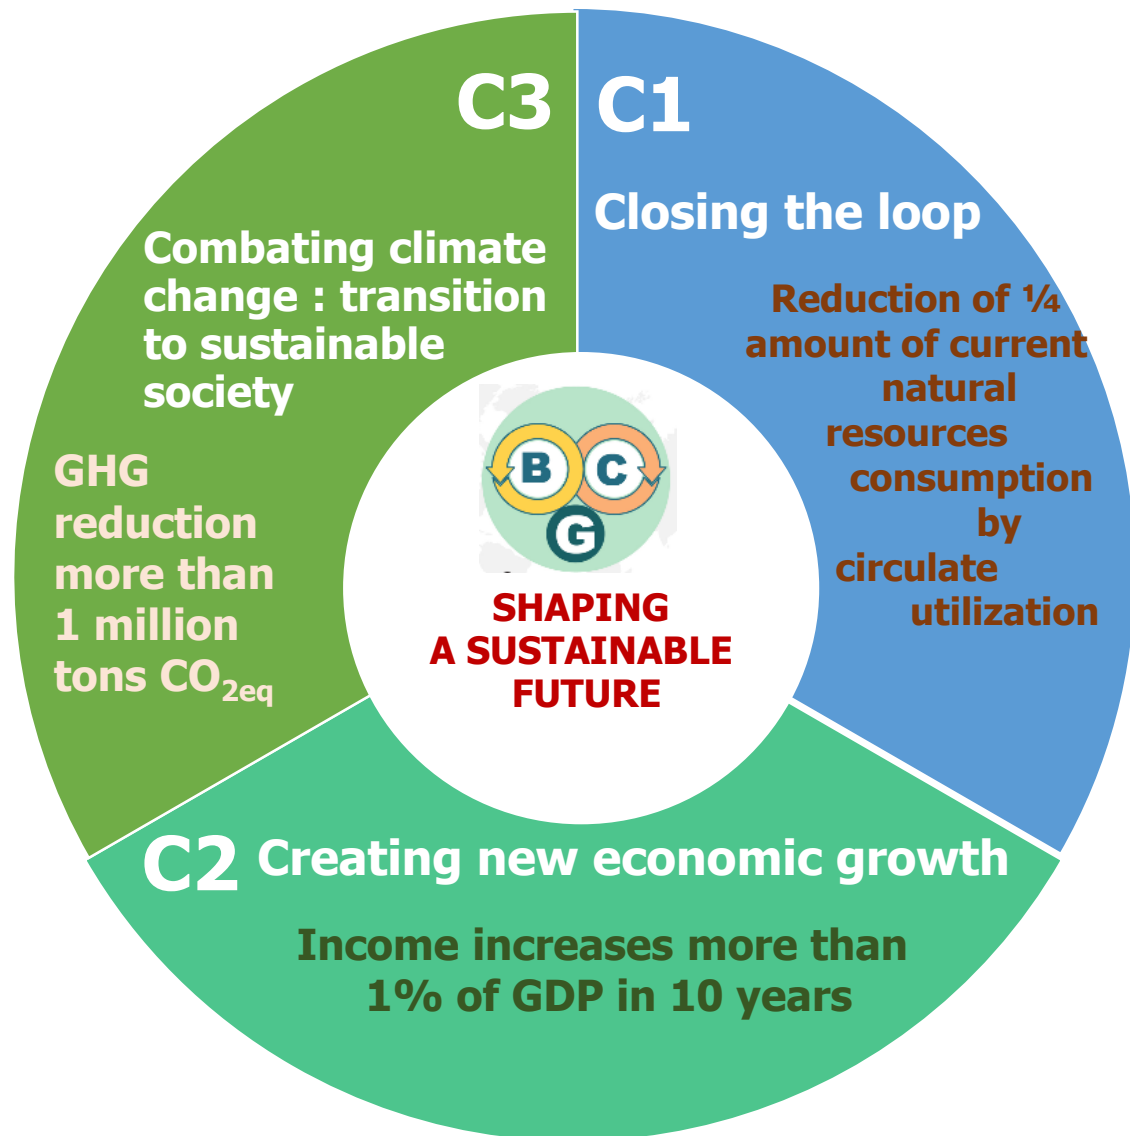 C1
Closing the loop
Reduction of ¼
amount of current
natural
resources
consumption
by
circulate
utilization
C2 Creating new economic growth
Income increases more than
1% of GDP in 10 years
C3
Combating climate
change : transition
to sustainable
society
GHG
reduction
more than
1 million
tons CO2eq
B C
G
SHAPING
A SUSTAINABLE
FUTURE